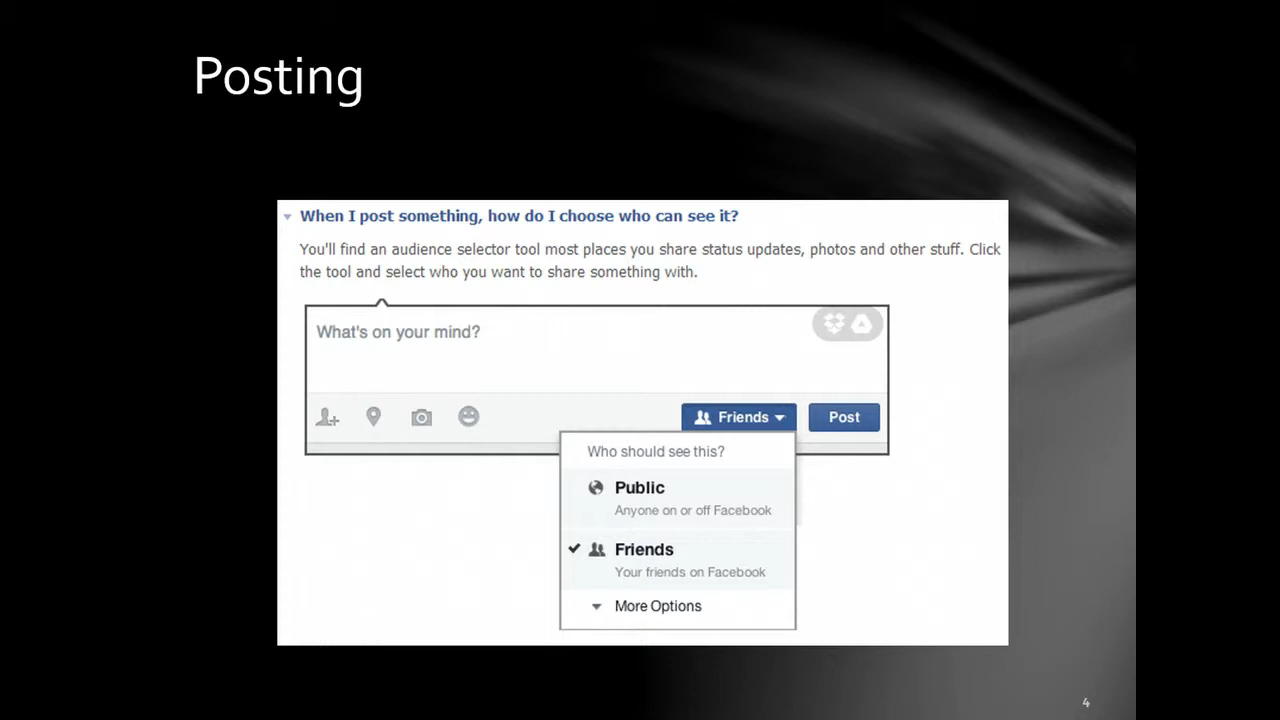 Posting
When I post something, how do I choose who can see it?
You'll find an audience selector tool most places you share status updates, photos and other stuff. Click
the tool and select who you want to share something with.
What's on your mind?
Friends
Post
Who should see this?
Public
Anyone on or off Facebook
Friends
Your friends on Facebook
More Options
4